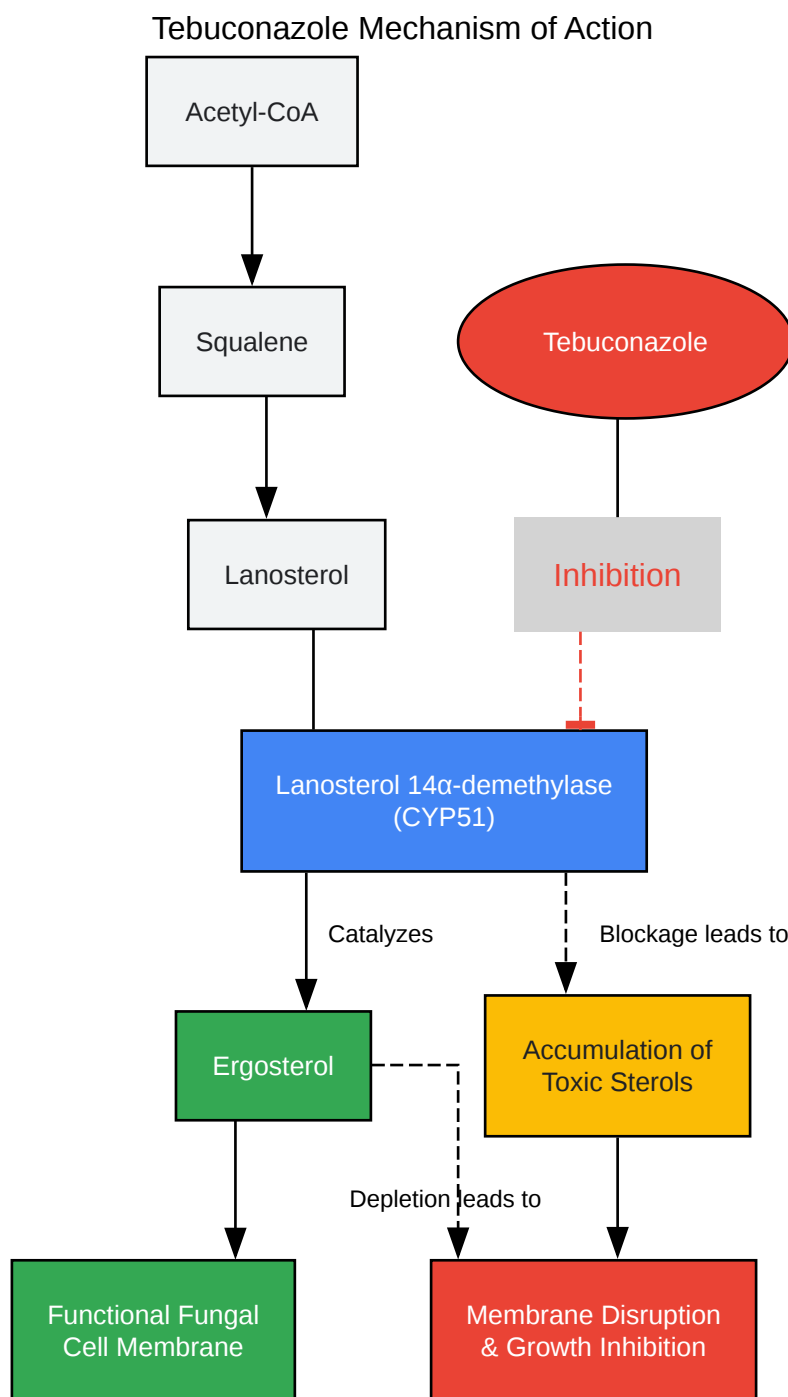 Tebuconazole Mechanism of Action
Acetyl-CoA
Squalene
Tebuconazole
Lanosterol
Inhibition
Lanosterol 14α-demethylase
(CYP51)
Catalyzes
Blockage leads to
Ergosterol
Accumulation of
Toxic Sterols
Depletion leads to
Functional Fungal
Cell Membrane
Membrane Disruption
& Growth Inhibition